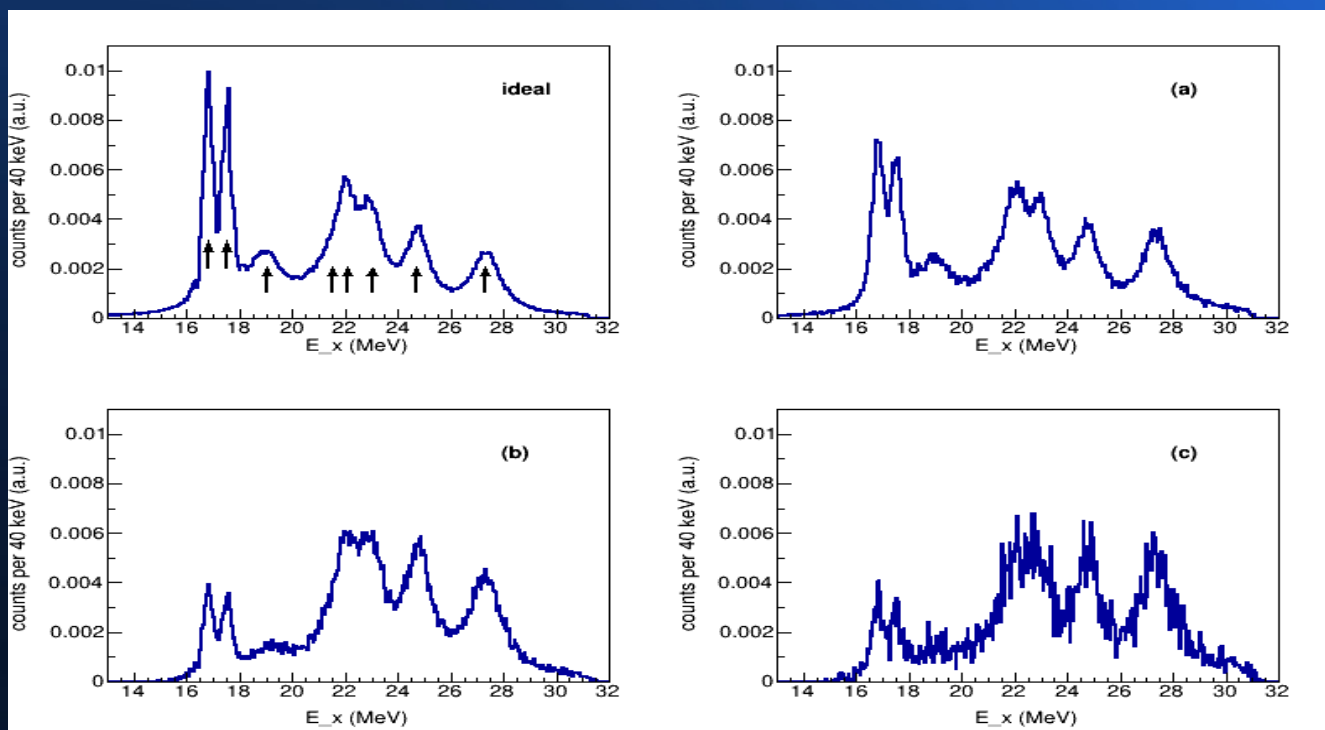 ideal
counts per 40 keV (a.u.)
0.01
0.008
0.006
0.004
0.002
0
14 16 18 20 22 24 26 28 30 32
E_x (MeV)
(a)
counts per 40 keV (a.u.)
0.01
0.008
0.006
0.004
0.002
0
14 16 18 20 22 24 26 28 30 32
E_x (MeV)
(b)
counts per 40 keV (a.u.)
0.01
0.008
0.006
0.004
0.002
0
14 16 18 20 22 24 26 28 30 32
E_x (MeV)
(c)
counts per 40 keV (a.u.)
0.01
0.008
0.006
0.004
0.002
0
14 16 18 20 22 24 26 28 30 32
E_x (MeV)